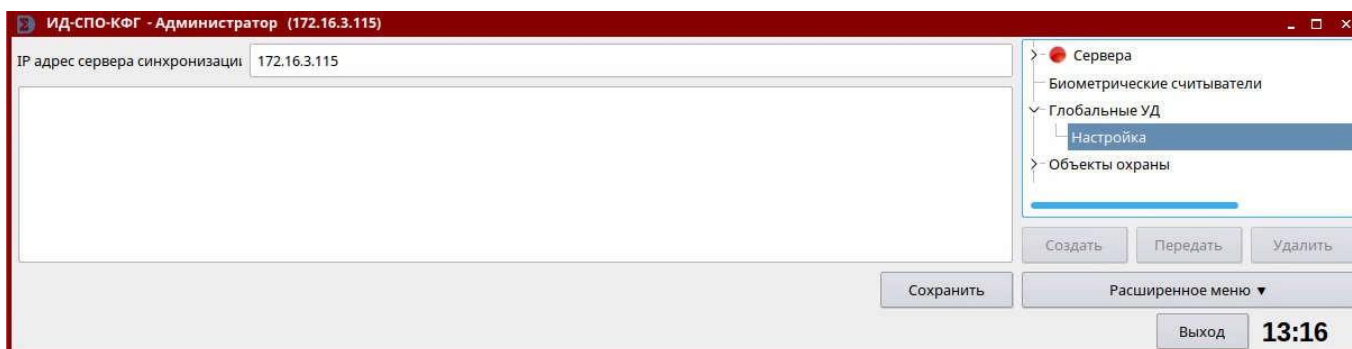 ИД-СПО-КФГ - Администратор (172.16.3.115)
IP адрес сервера синхронизаци 172.16.3.115
Сервера
Биометрические считыватели
Глобальные УД
Настройка
Объекты охраны
Создать Передать Удалить
Сохранить Расширенное меню ▼
Выход 13:16